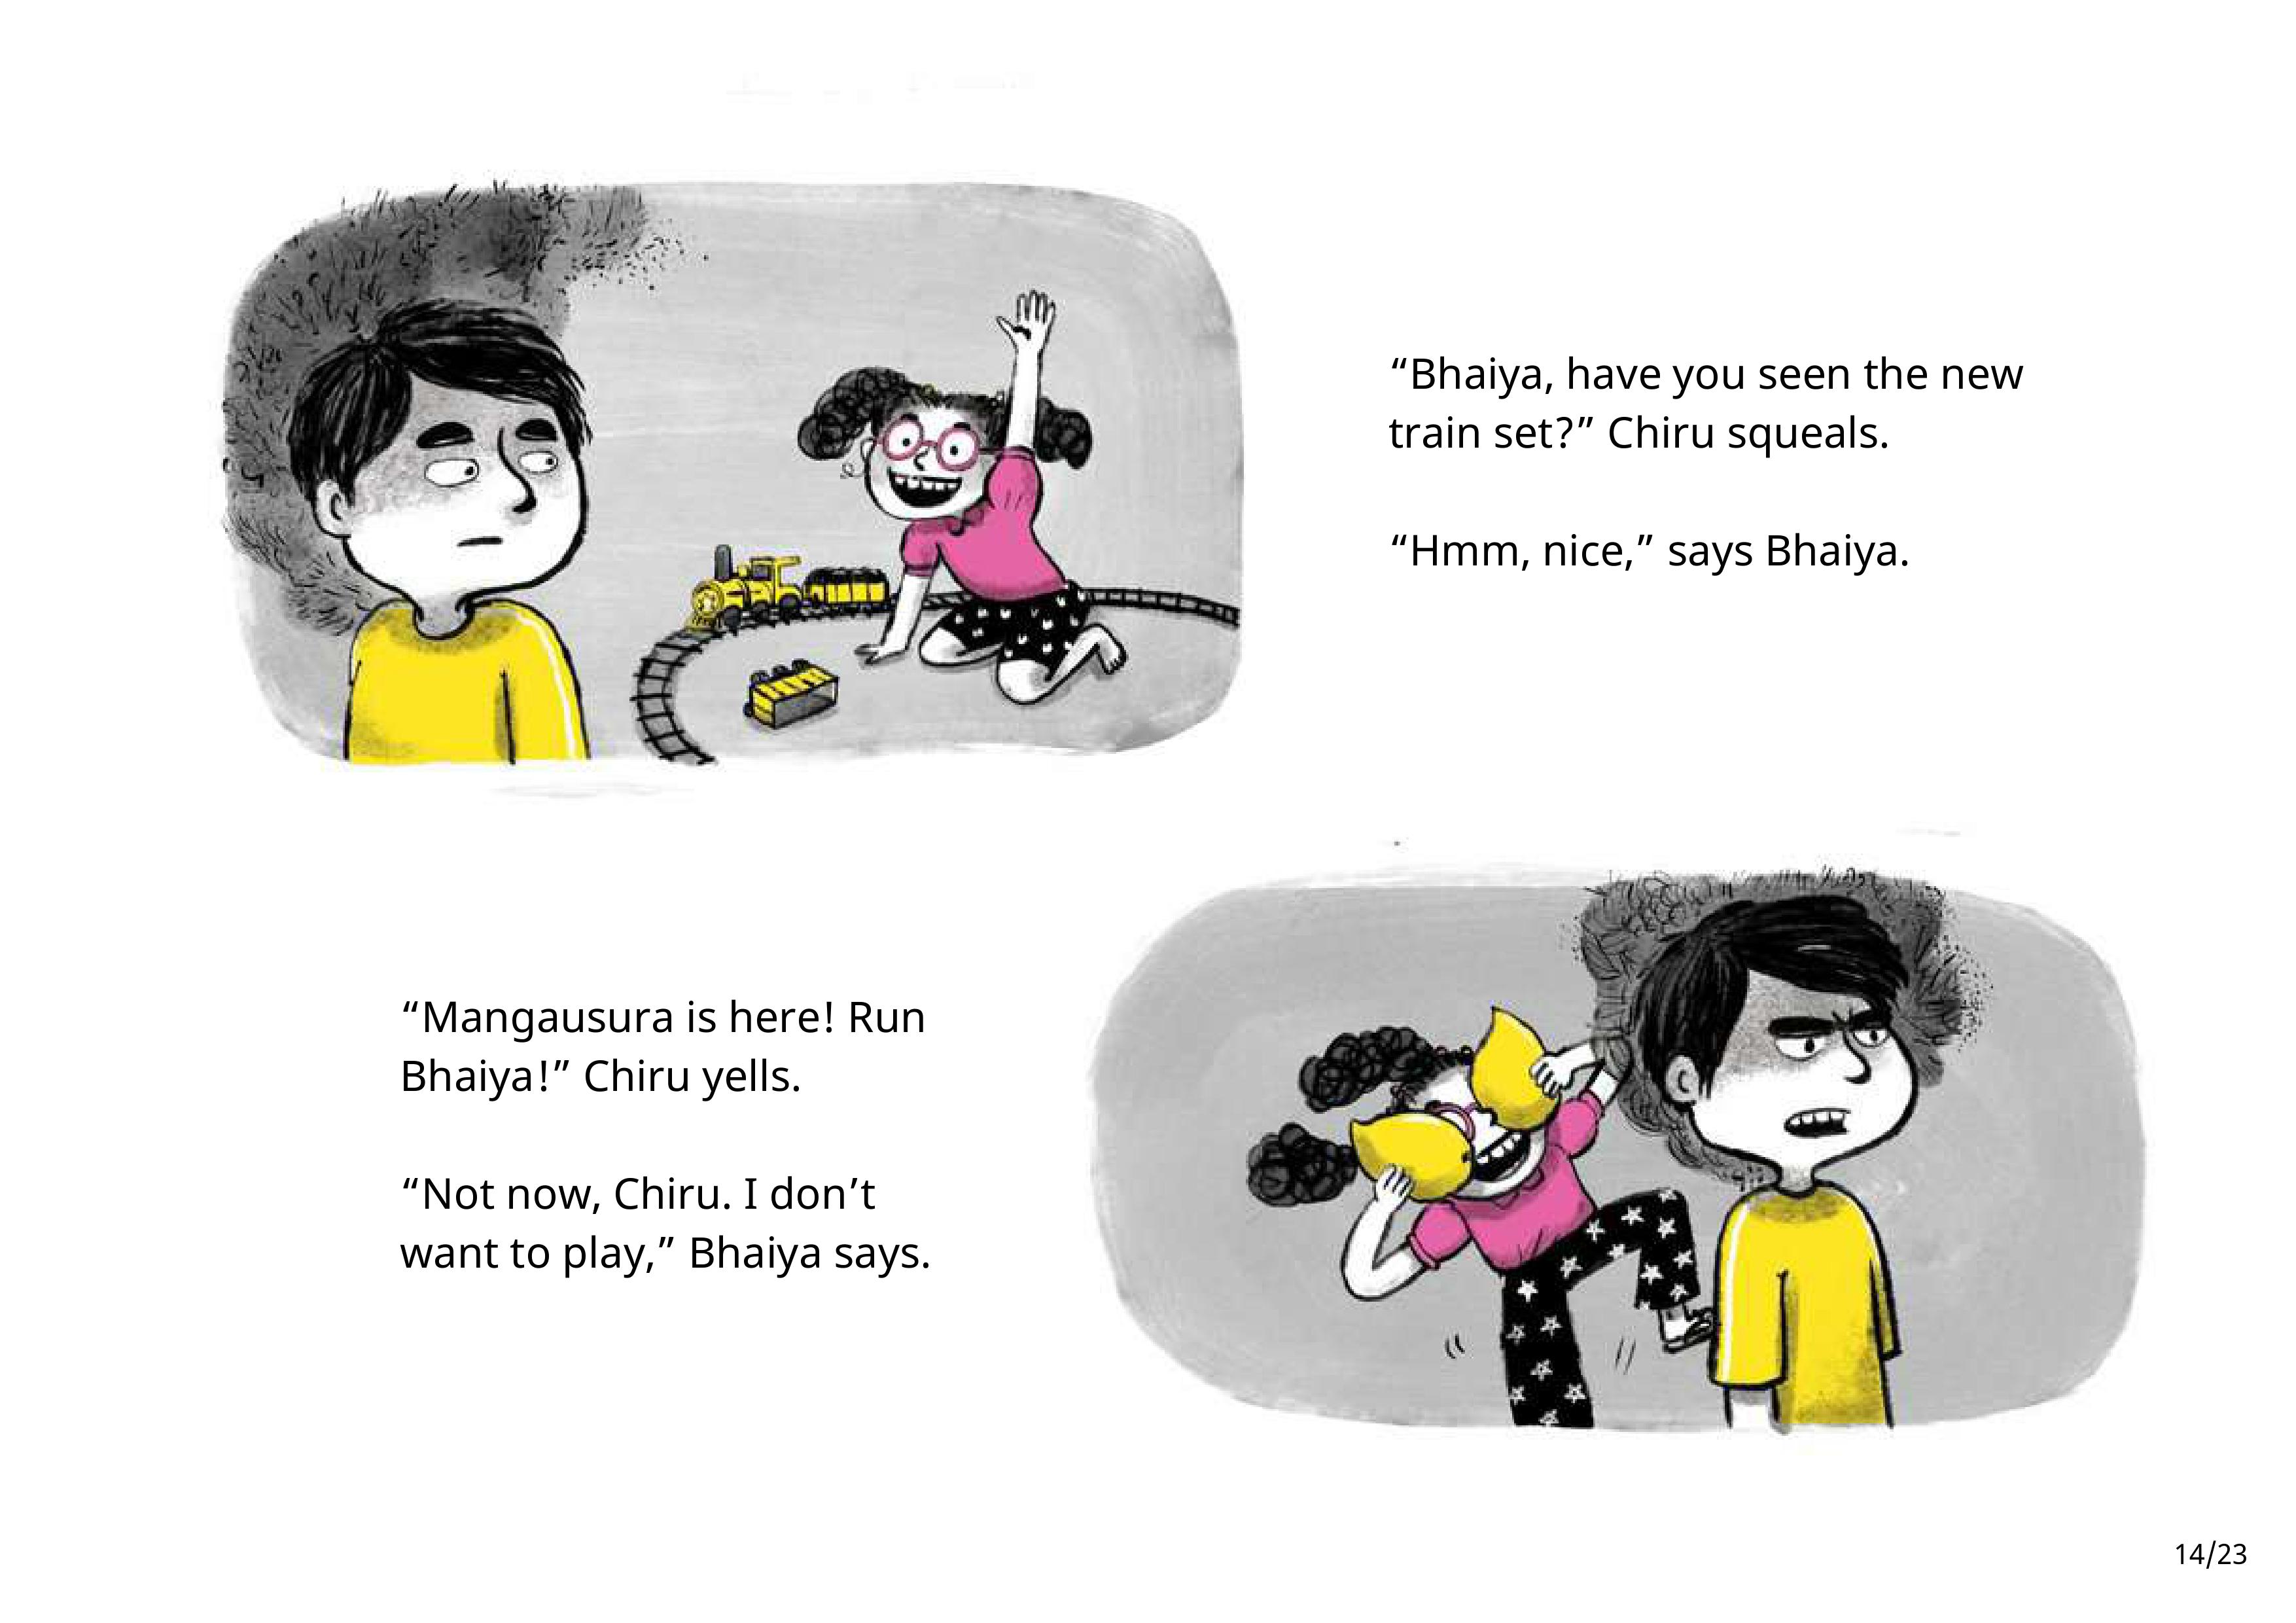 “Bhaiya, have you seen the new
train set?” Chiru squeals.
“Hmm, nice,” says Bhaiya.
“Mangausura is here! Run
Bhaiya!” Chiru yells.
“Not now, Chiru. I don’t
want to play,” Bhaiya says.
14/23